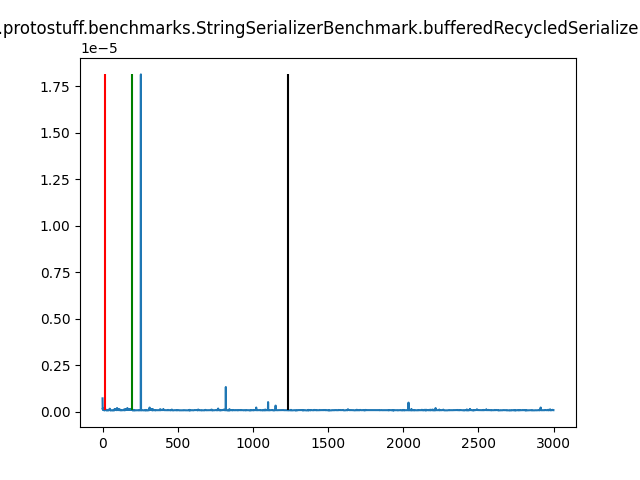 .protostuff.benchmarks.StringSerializerBenchmark.bufferedRecycledSerialize
1e−5
1.75
1.50
1.25
1.00
0.75
0.50
0.25
0.00
0 500 1000 1500 2000 2500 3000